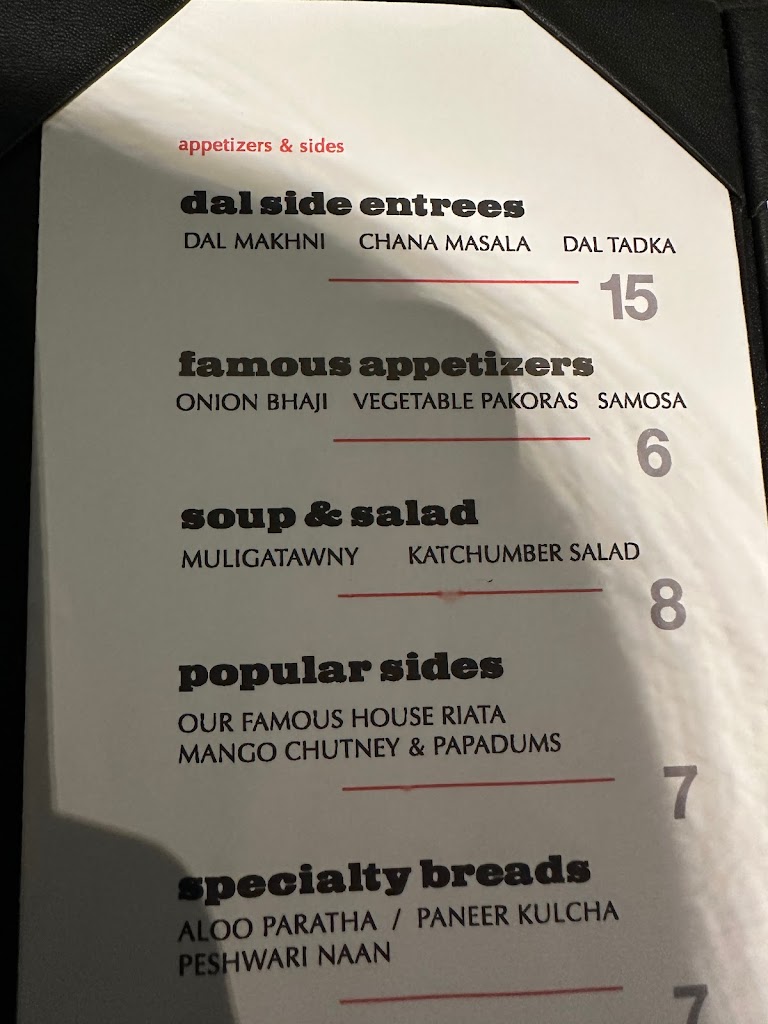 appetizers & sides
dal side entrees
DAL MAKHNI CHANA MASALA DAL TADKA
15
famous appetizers
ONION BHAJI VEGETABLE PAKORAS SAMOSA
6
soup & salad
MULIGATAWNY KATCHUMBER SALAD
8
popular sides
OUR FAMOUS HOUSE RIATA
MANGO CHUTNEY & PAPADUMS
7
specialty breads
ALOO PARATHA / PANEER KULCHA
PESHWARI NAAN
7